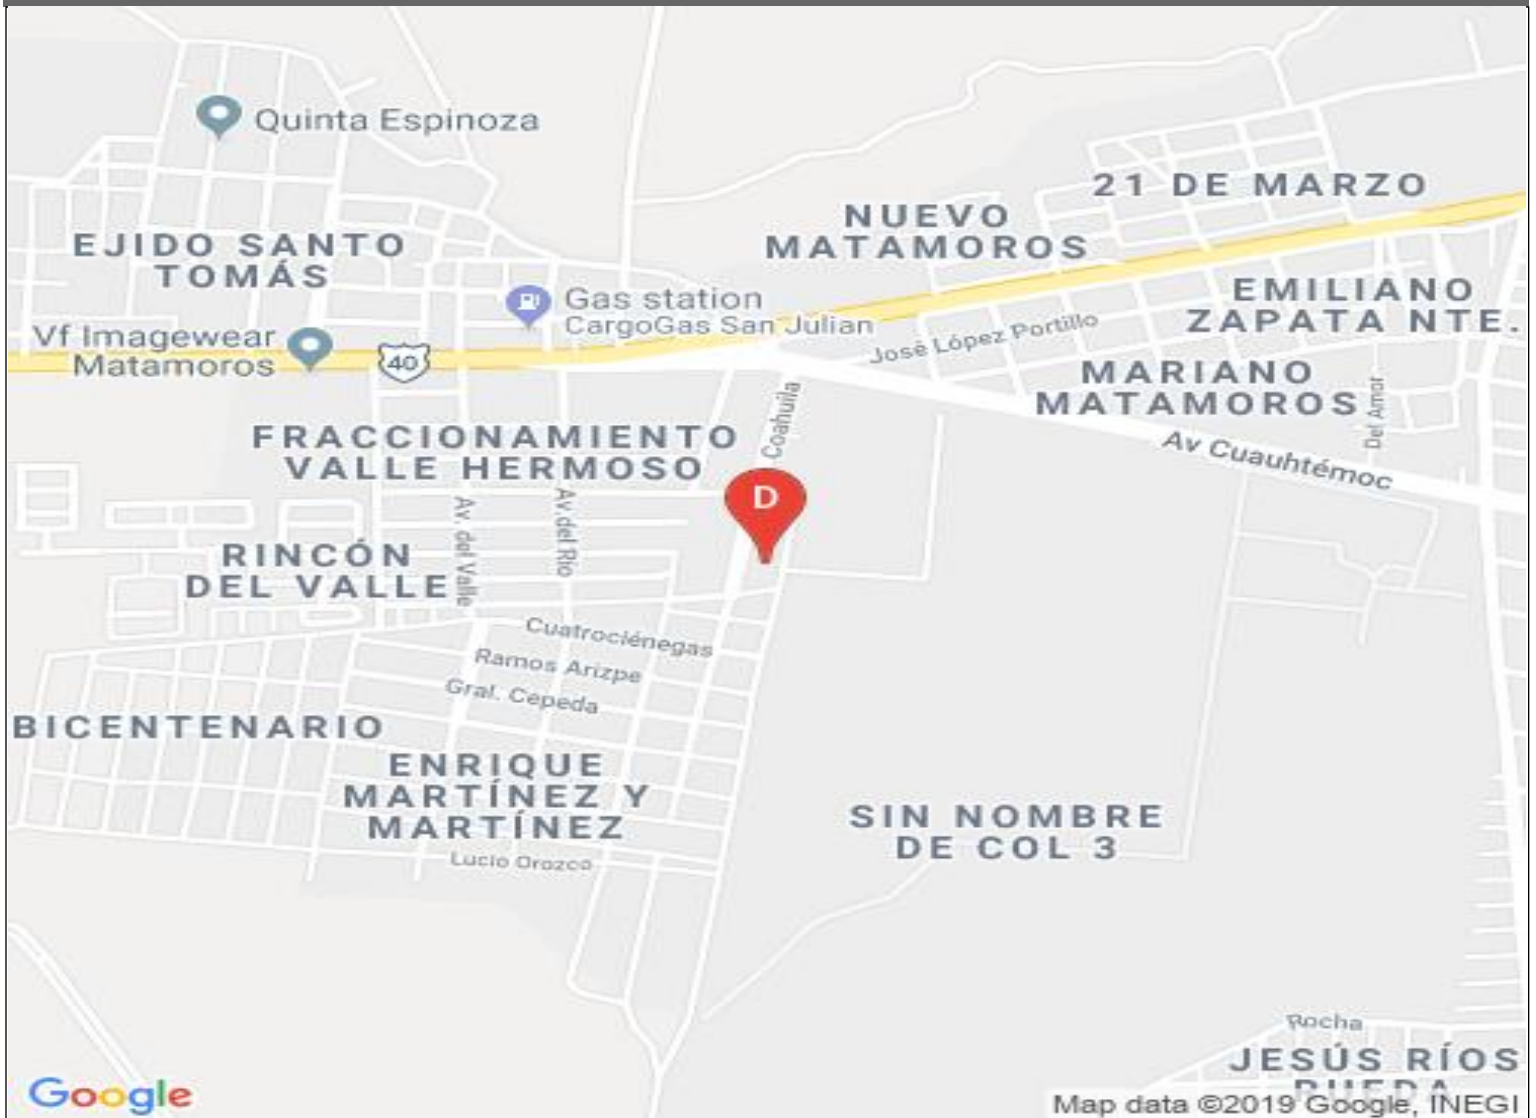 Quinta Espinoza
21 DE MARZO
NUEVO
MATAMOROS
EJIDO SANTO
TOMÁS
Gas station
CargoGas San Julian
EMILIANO
ZAPATA NTE.
Vf Imagewear
Matamoros
40
José López Portillo
MARIANO
MATAMOROS
Del Amor
Coahuila
FRACCIONAMIENTO
VALLE HERMOSO
Av Cuauhtémoc
D
Av. del Valle
Av.del Río
RINCÓN
DEL VALLE
Cuatrociénegas
Ramos Arizpe
Gral. Cepeda
BICENTENARIO
ENRIQUE
MARTÍNEZ Y
MARTÍNEZ
SIN NOMBRE
DE COL 3
Lucio Orozco
Rocha
JESÚS RÍOS
RUEDA
Google
Map data ©2019 Google, INEGI